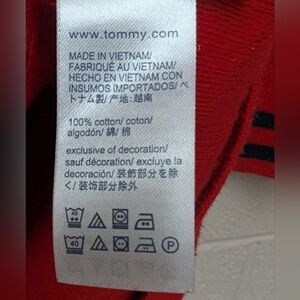 www.tommy.com
MADE IN VIETNAM/
FABRIQUÉ AU VIETNAM/
HECHO EN VIETNAM CON
INSUMOS IMPORTADOS/ ベ
トナム製/ 产地: 越南
100% cotton/ coton/
algodón/ 綿/ 棉
exclusive of decoration/
sauf décoration/ excluye la
decoración/ 装飾部分を除
く/ 装饰部分除外
40
40 P